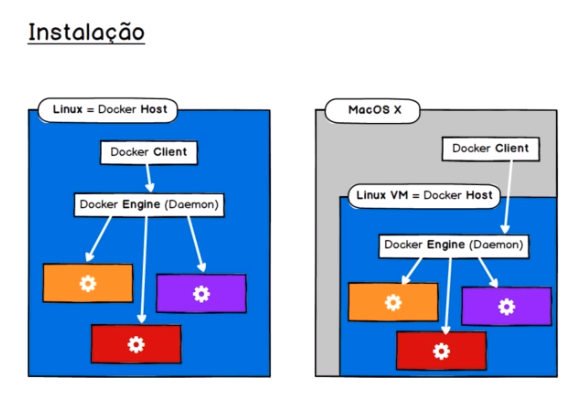 Instalação
Linux = Docker Host
Docker Client
Docker Engine (Daemon)
MacOS X
Docker Client
Linux VM = Docker Host
Docker Engine (Daemon)